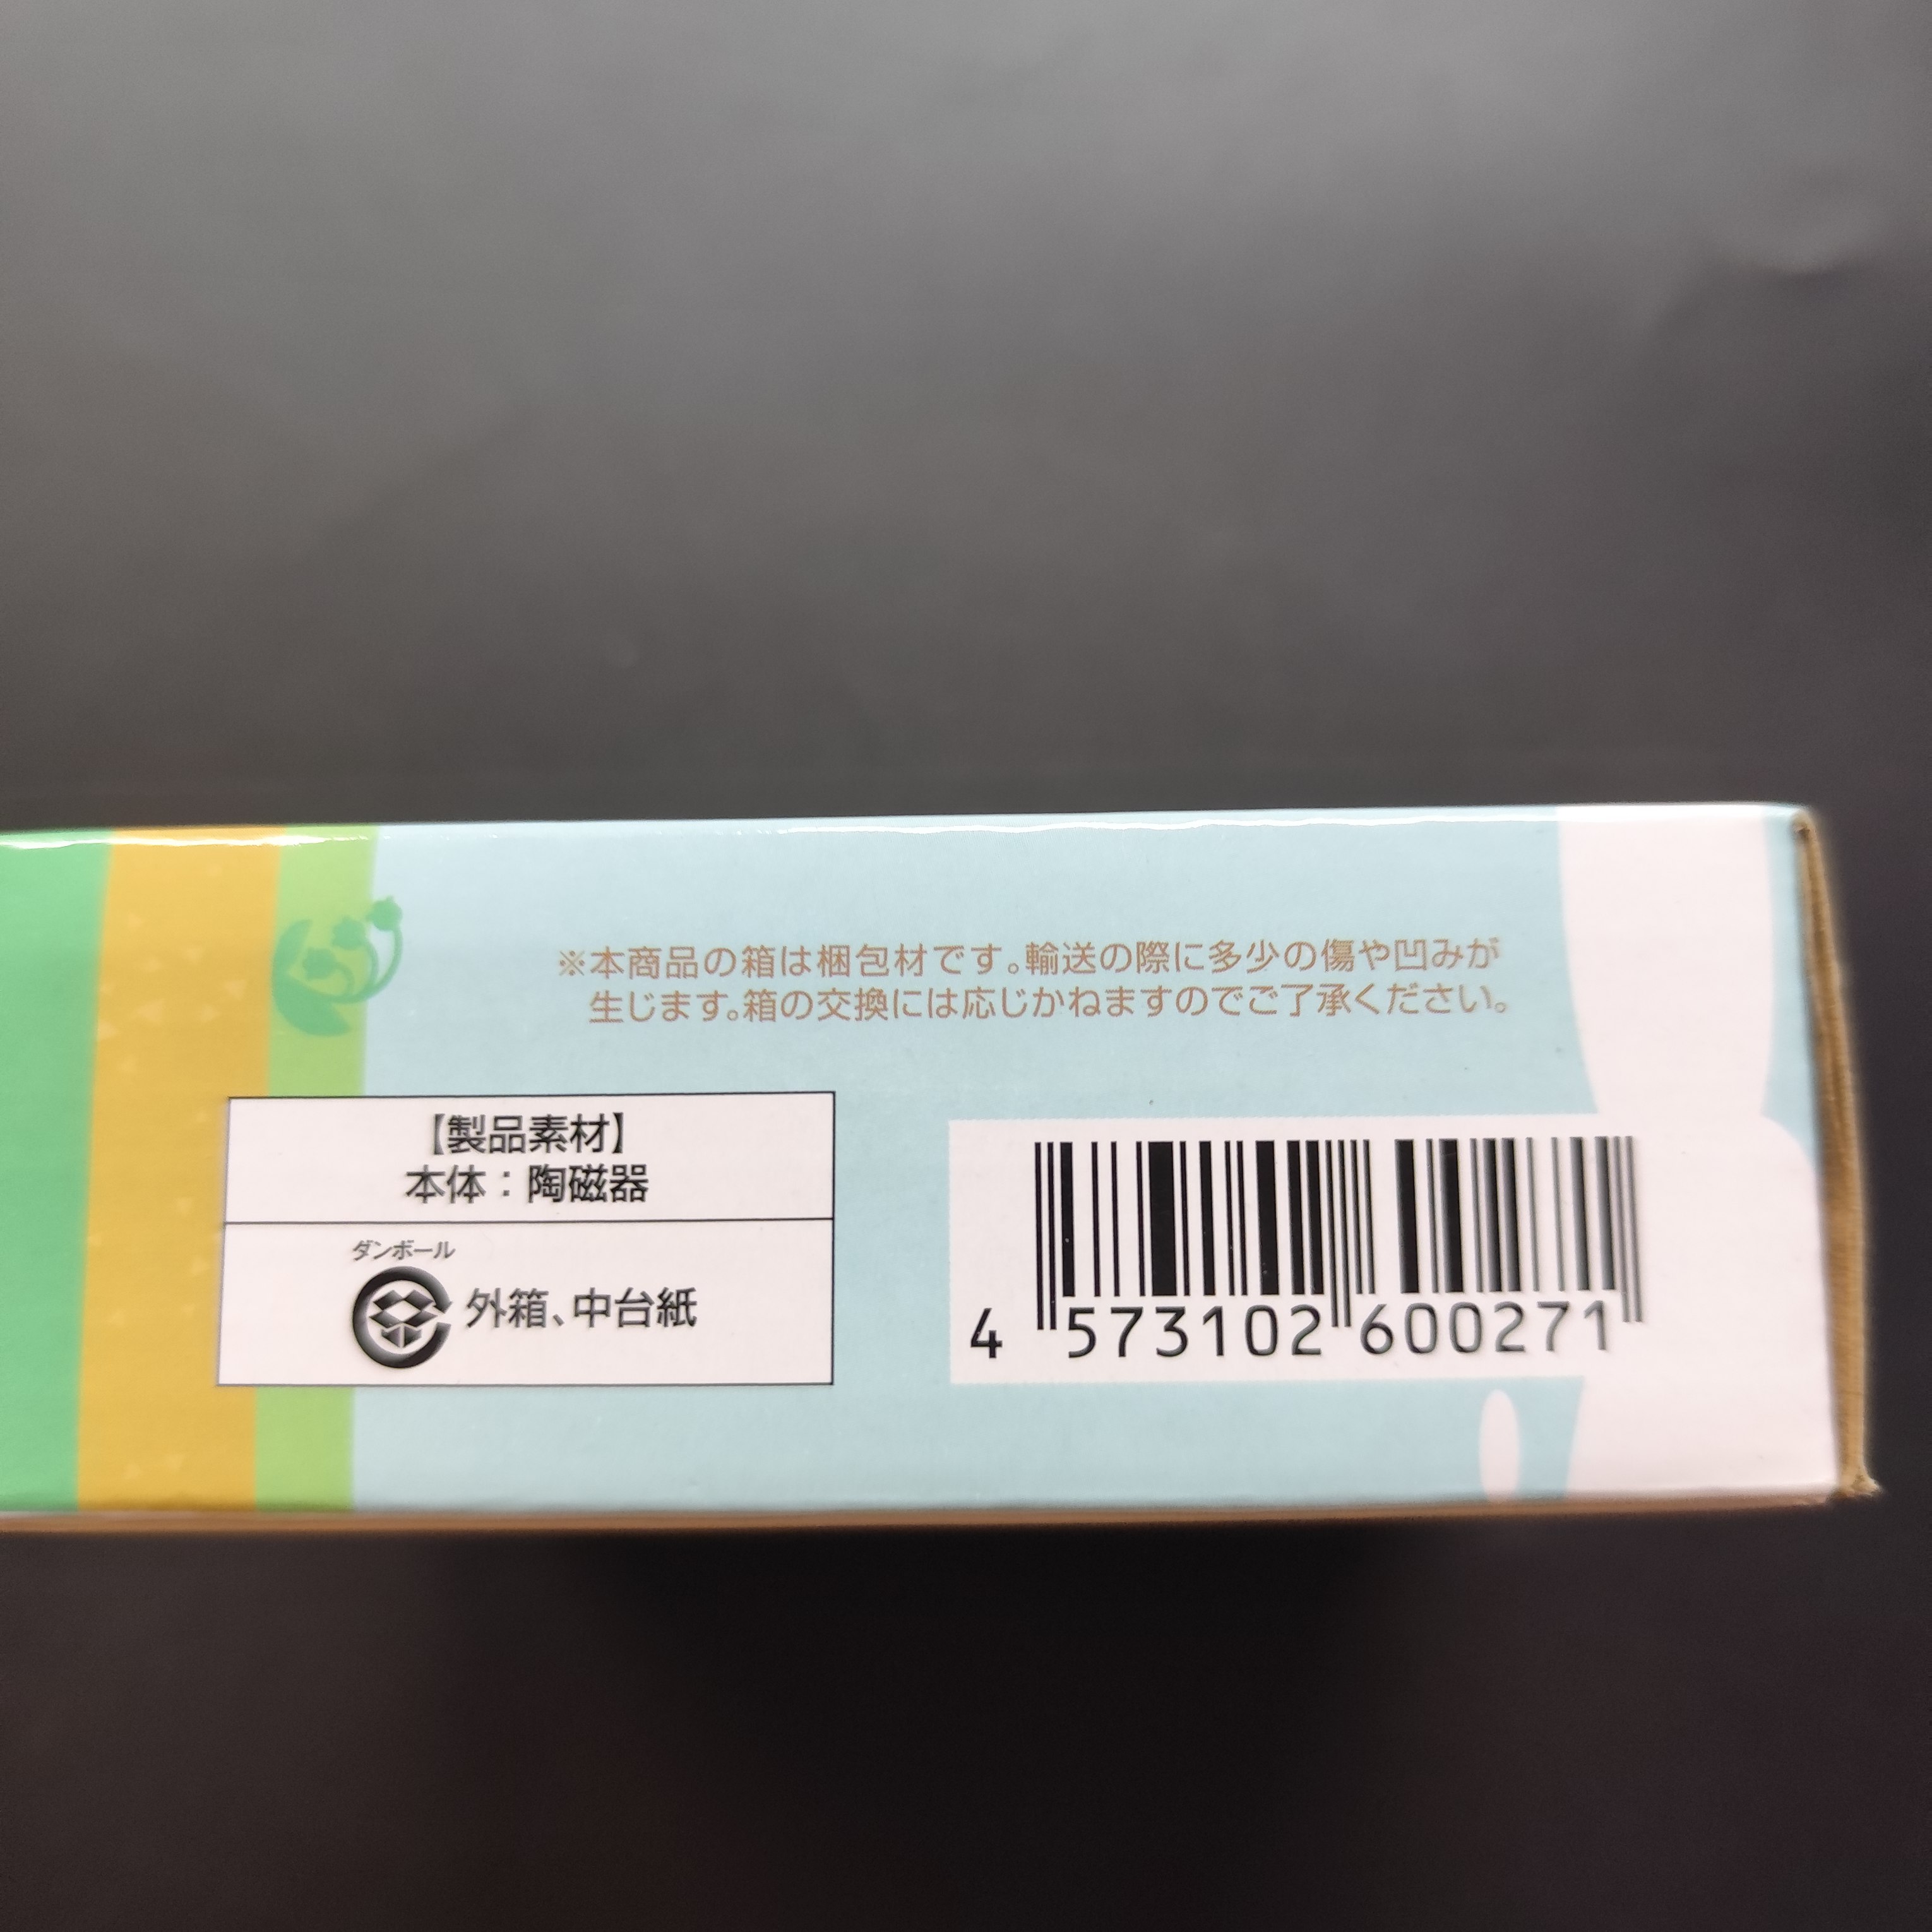 ※本商品の箱は梱包材です。輸送の際に多少の傷や凹みが
生じます。箱の交換には応じかねますのでご了承ください。
【製品素材】
本体：陶磁器
ダンボール
外箱、中台紙
4 573102 600271